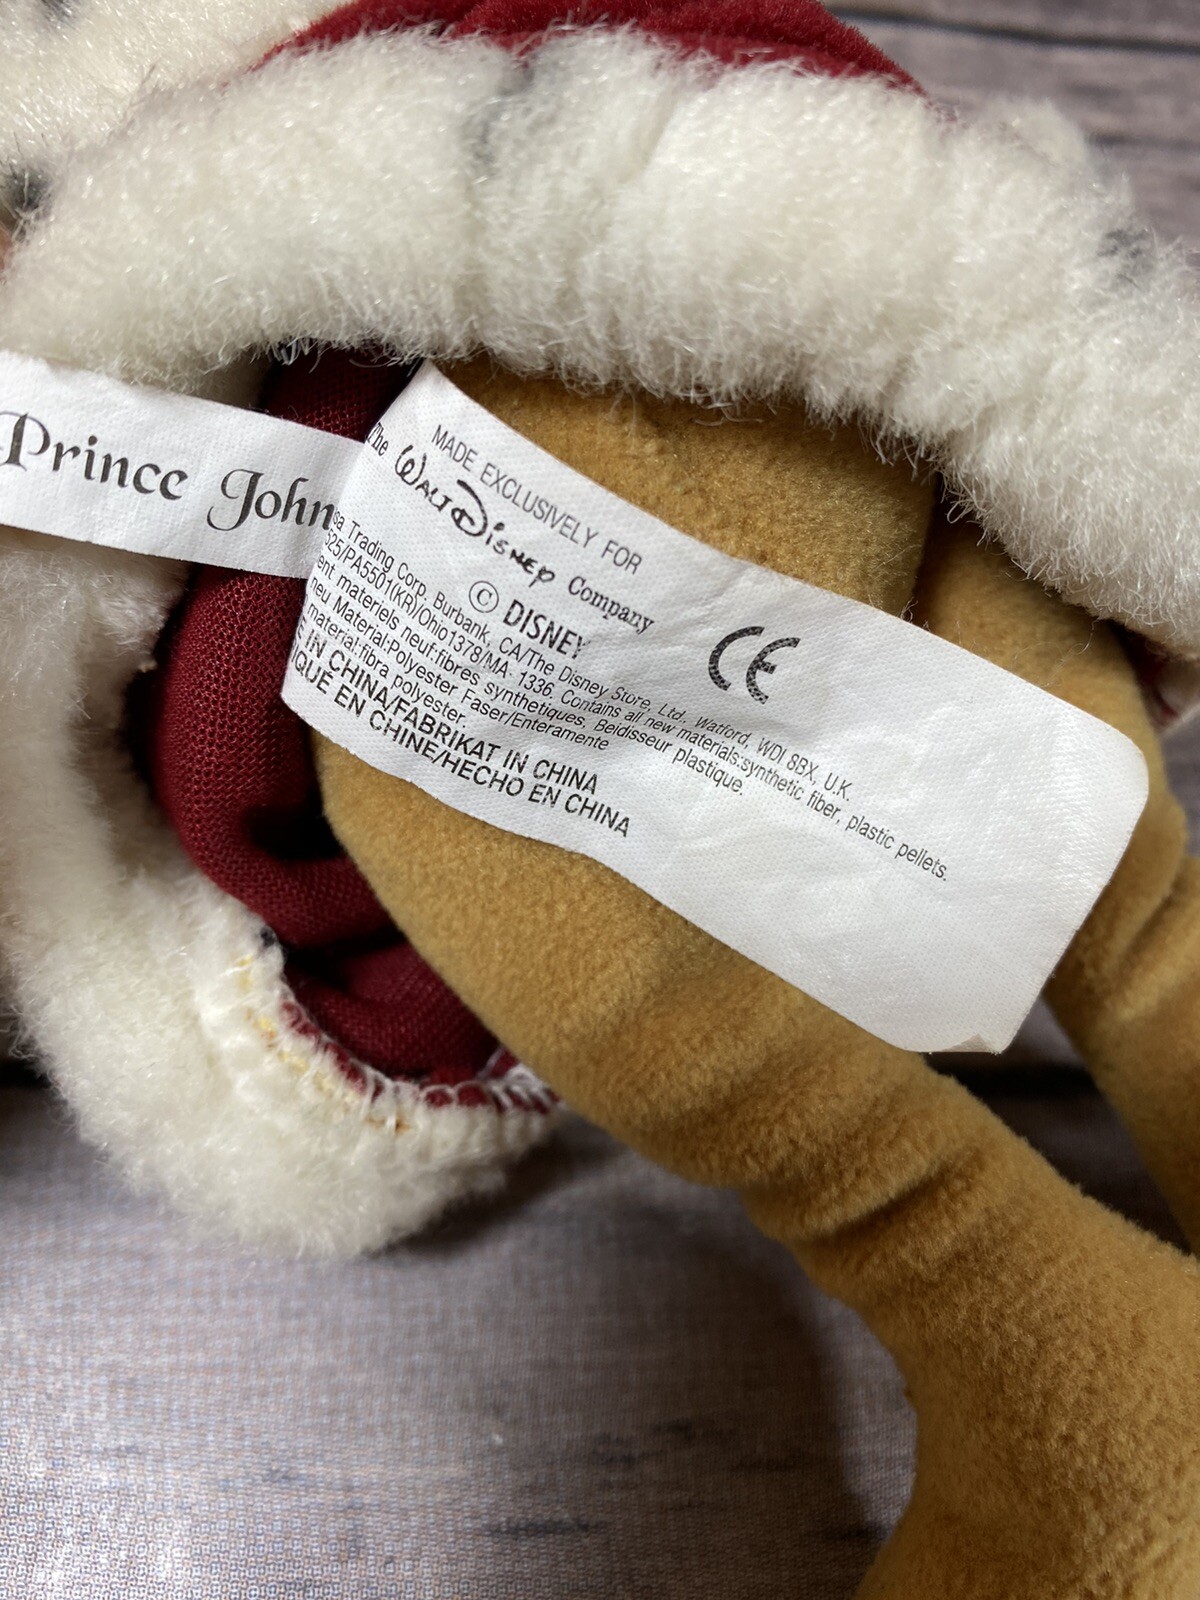 Prince John
MADE EXCLUSIVELY FOR
The WALT DISNEY Company
© DISNEY
CE
Trading Corp. Burbank, CA/The Disney Store, Ltd., Watford, WDI 8BX, U.K.
525/PA5501(KR)/Ohio1378/MA 1336. Contains all new materials:synthetic fiber, plastic pellets.
materiels neuf:fibres synthetiques, Beidisseur plastique.
neu Material:Polyester Faser/Enteramente
material:fibra polyester.
IN CHINA/FABRIKAT IN CHINA
EN CHINE/HECHO EN CHINA